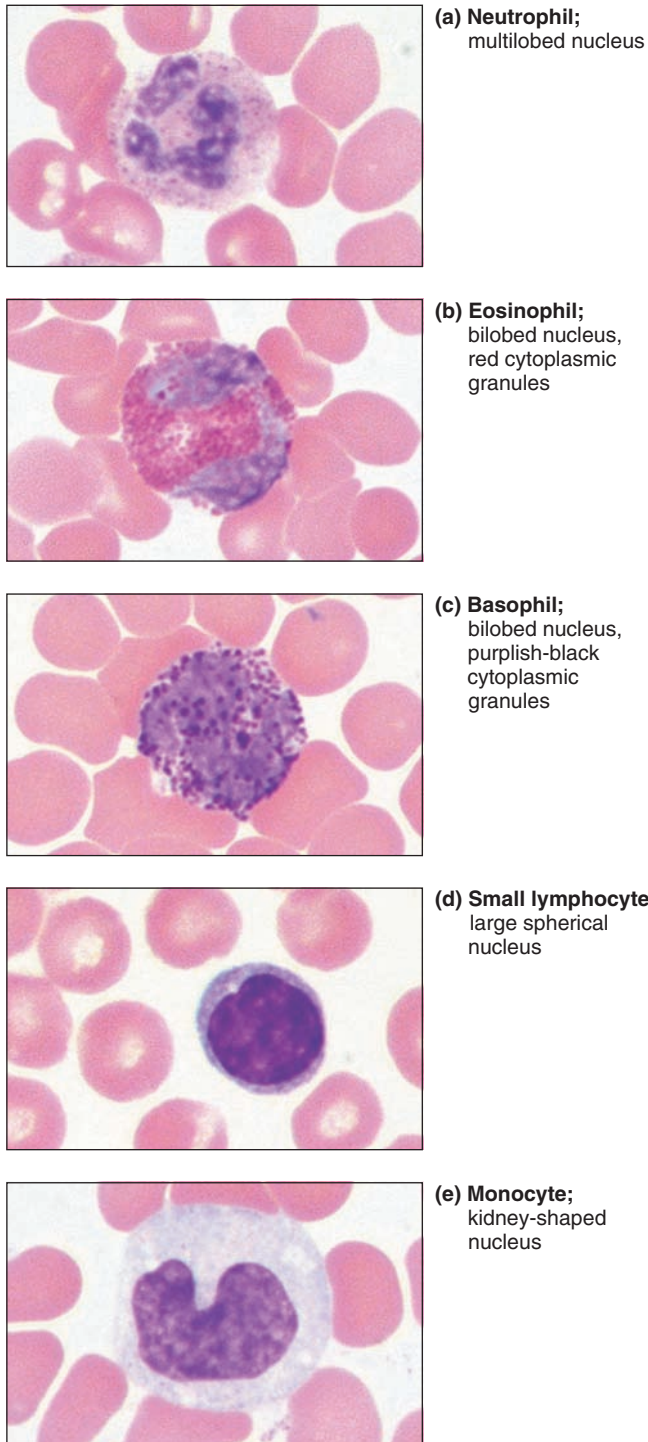 (a) Neutrophil;
multilobed nucleus
(b) Eosinophil;
bilobed nucleus,
red cytoplasmic
granules
(c) Basophil;
bilobed nucleus,
purplish-black
cytoplasmic
granules
(d) Small lymphocyte
large spherical
nucleus
(e) Monocyte;
kidney-shaped
nucleus